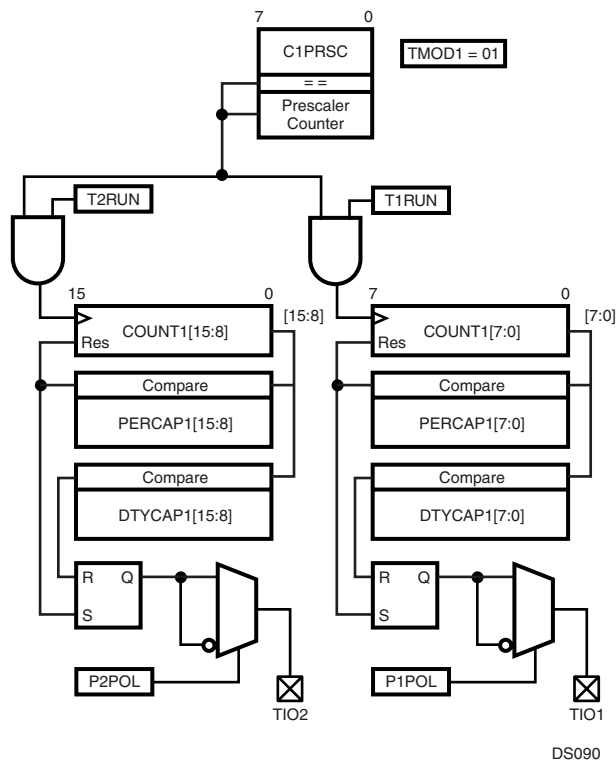 7 0
C1PRSC
TMOD1 = 01
= =
Prescaler
Counter
T2RUN
T1RUN
15 0
[15:8]
7 0
[7:0]
COUNT1[15:8]
Res
COUNT1[7:0]
Res
Compare
PERCAP1[15:8]
Compare
PERCAP1[7:0]
Compare
DTYCAP1[15:8]
Compare
DTYCAP1[7:0]
R Q
S
R Q
S
P2POL
TIO2
P1POL
TIO1
DS090